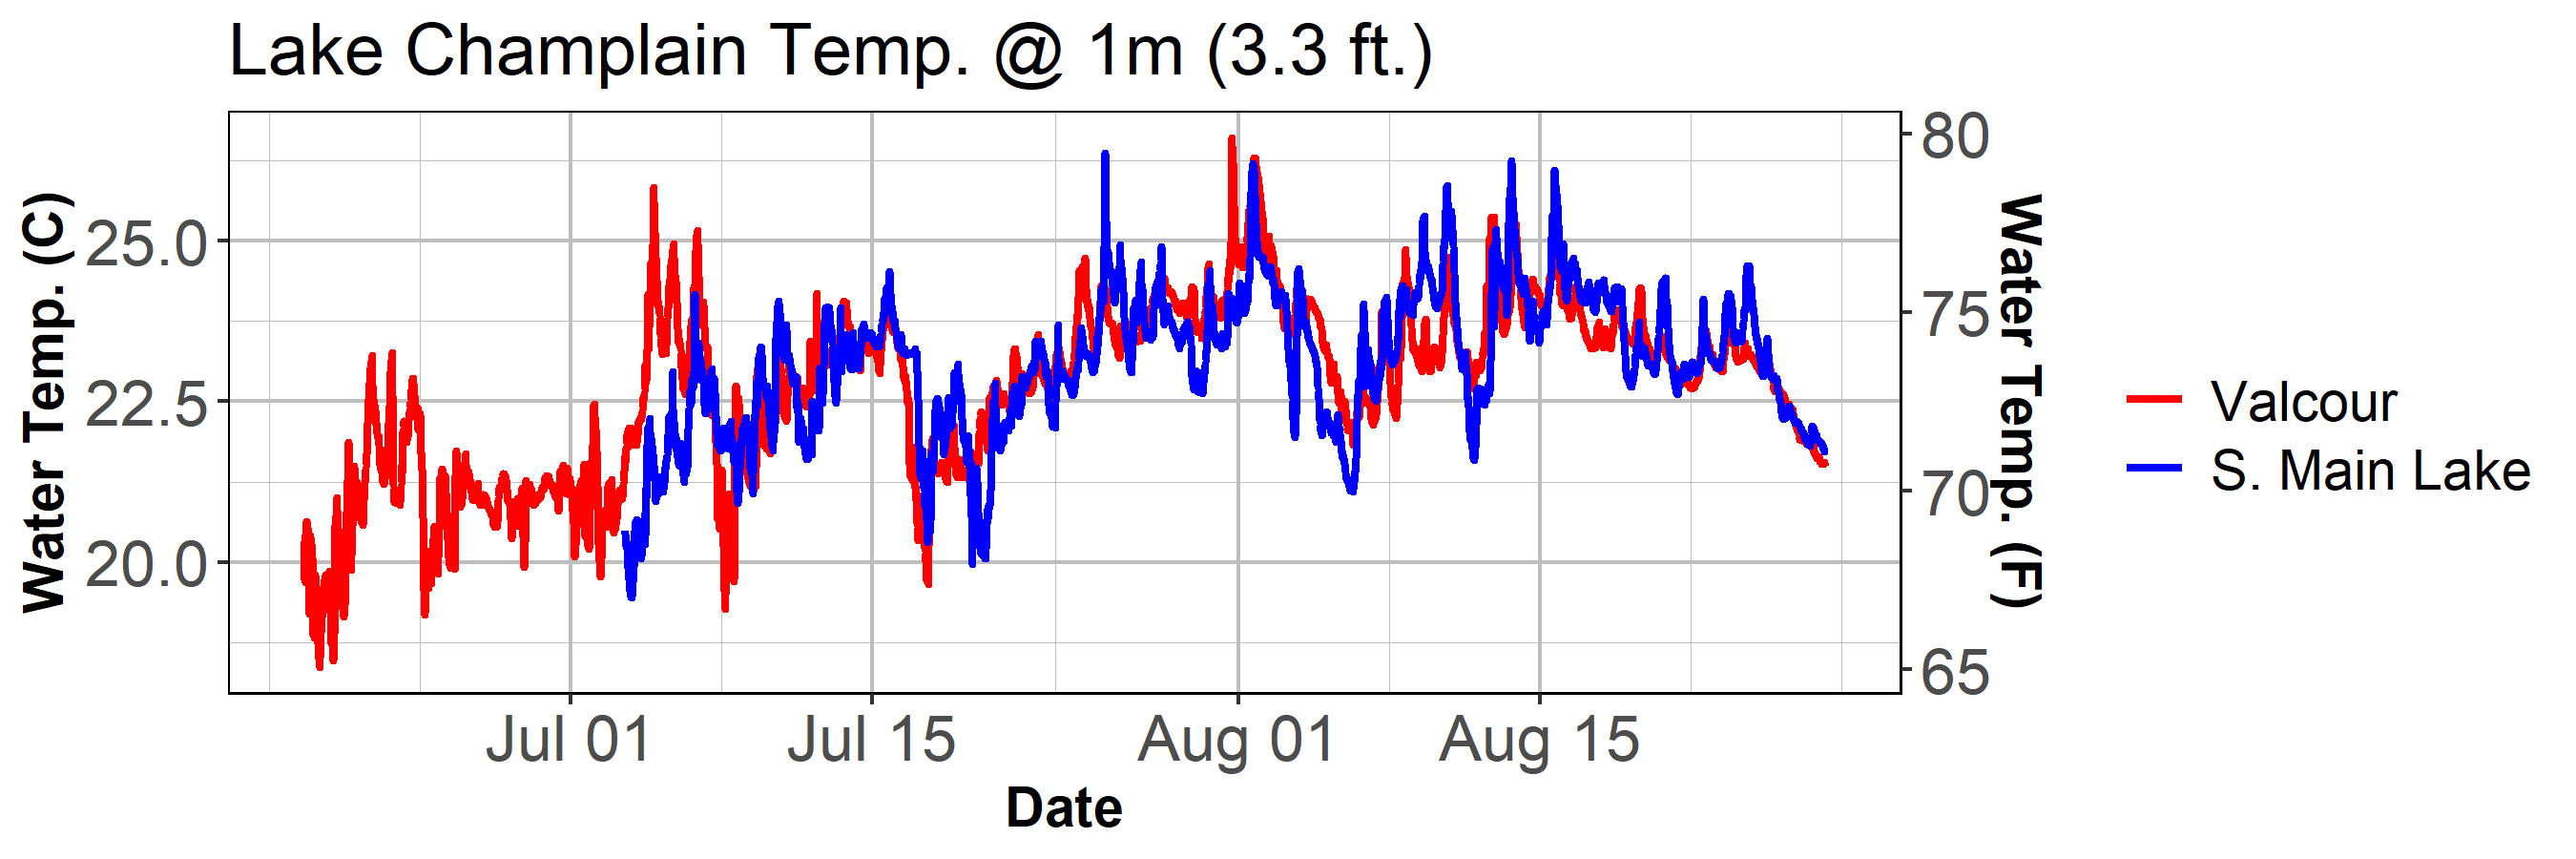 Lake Champlain Temp. @ 1m (3.3 ft.)
Water Temp. (C)
25.0
22.5
20.0
80
75
70
65
Water Temp. (F)
Jul 01
Jul 15
Aug 01
Aug 15
Date
Valcour
S. Main Lake